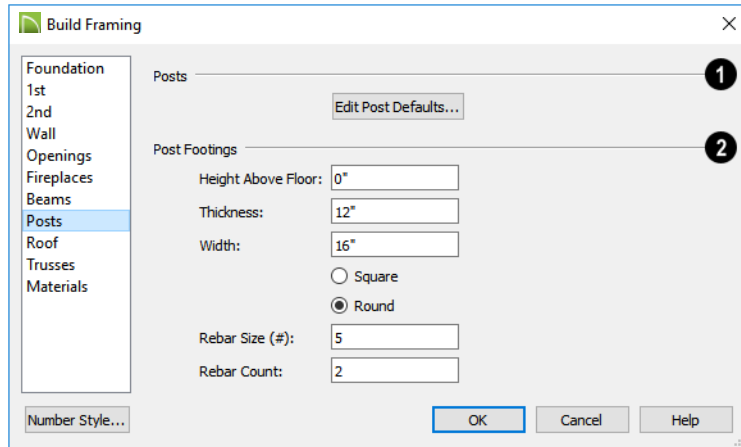 Build Framing
Foundation
1st
2nd
Wall
Openings
Fireplaces
Beams
Posts
Roof
Trusses
Materials
Number Style...
Posts 1
Edit Post Defaults...
Post Footings 2
Height Above Floor: 0"
Thickness: 12"
Width: 16"
Square
Round
Rebar Size (#): 5
Rebar Count: 2
OK Cancel Help